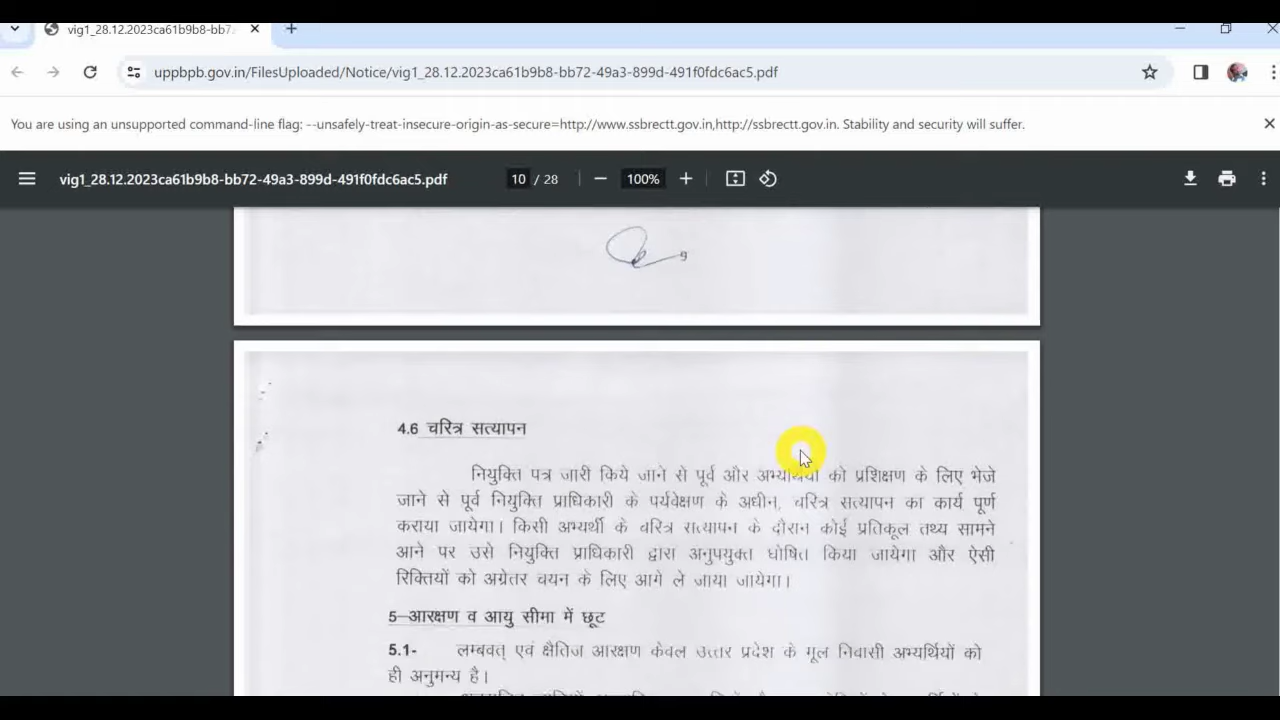 vig1_28.12.2023ca61b9b8-bb7
uppbpb.gov.in/FilesUploaded/Notice/vig1_28.12.2023ca61b9b8-bb72-49a3-899d-491f0fdc6ac5.pdf
You are using an unsupported command-line flag: --unsafely-treat-insecure-origin-as-secure=http://www.ssbrectt.gov.in,http://ssbrectt.gov.in. Stability and security will suffer.
vig1_28.12.2023ca61b9b8-bb72-49a3-899d-491f0fdc6ac5.pdf 10 / 28 100%
9
4.6 चरित्र सत्यापन
नियुक्ति पत्र जारी किये जाने से पूर्व और अभ्यर्थियों को प्रशिक्षण के लिए भेजे
जाने से पूर्व नियुक्ति प्राधिकारी के पर्यवेक्षण के अधीन, चरित्र सत्यापन का कार्य पूर्ण
कराया जायेगा। किसी अभ्यर्थी के चरित्र सत्यापन के दौरान कोई प्रतिकूल तथ्य सामने
आने पर उसे नियुक्ति प्राधिकारी द्वारा अनुपयुक्त घोषित किया जायेगा और ऐसी
रिक्तियों को अग्रेतर चयन के लिए आगे ले जाया जायेगा।
5–आरक्षण व आयु सीमा में छूट
5.1- लम्बवत् एवं क्षैतिज आरक्षण केवल उत्तर प्रदेश के मूल निवासी अभ्यर्थियों को
ही अनुमन्य है।